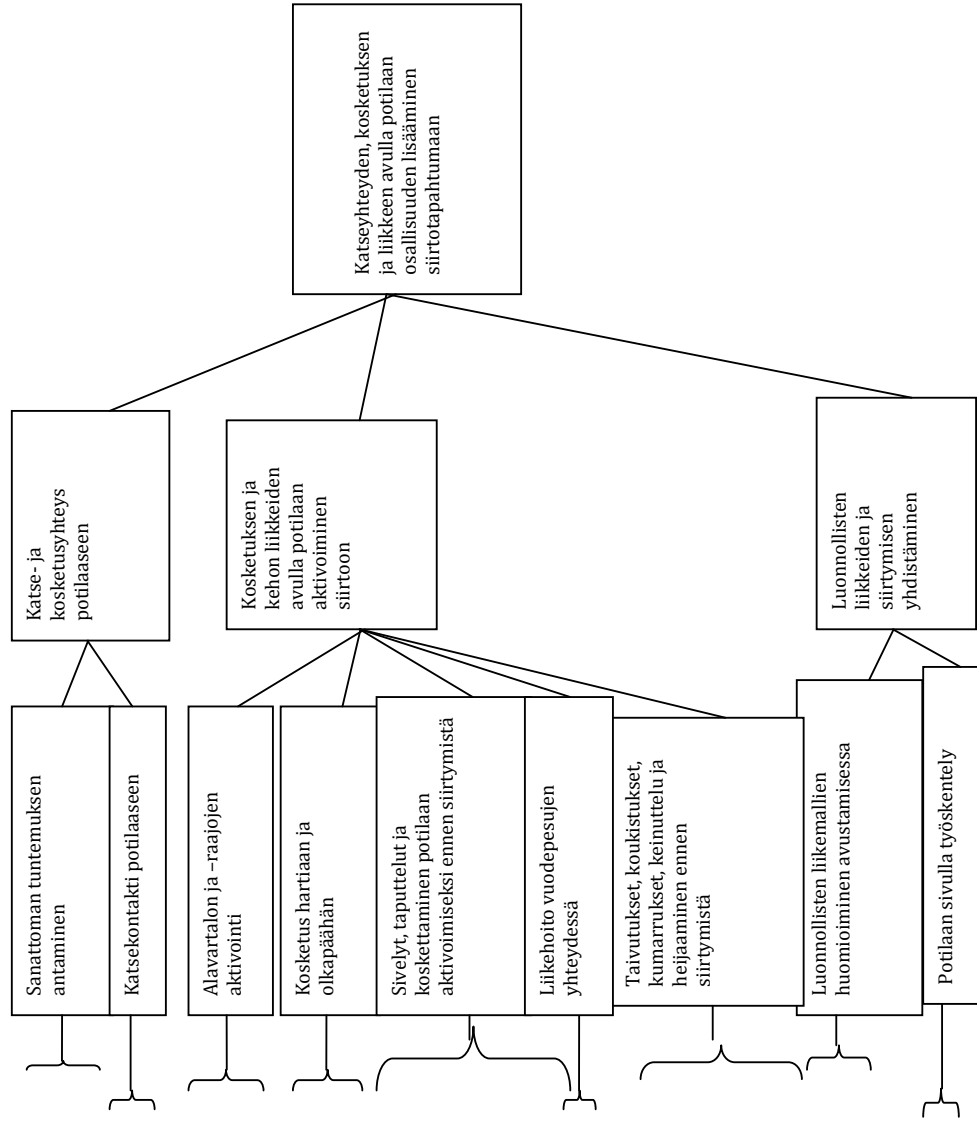 Katseyhteyden, kosketuksen
ja liikkeen avulla potilaan
osallisuuden lisääminen
siirtotapahtumaan
Katse- ja
kosketusyhteys
potilaaseen
Kosketuksen ja
kehon liikkeiden
avulla potilaan
aktivoiminen
siirtoon
Luonnollisten
liikkeiden ja
siirtymisen
yhdistäminen
Sanattoman tuntemuksen
antaminen
Katsekontakti potilaaseen
Alavartalon ja –raajojen
aktivointi
Kosketus hartiaan ja
olkapäähän
Sivelyt, taputtelut ja
koskettaminen potilaan
aktivoimiseksi ennen siirtymistä
Liikehoito vuodepesujen
yhteydessä
Taivutukset, koukistukset,
kumarrukset, keinuttelu ja
heijaaminen ennen
siirtymistä
Luonnollisten liikemallien
huomioiminen avustamisessa
Potilaan sivulla työskentely